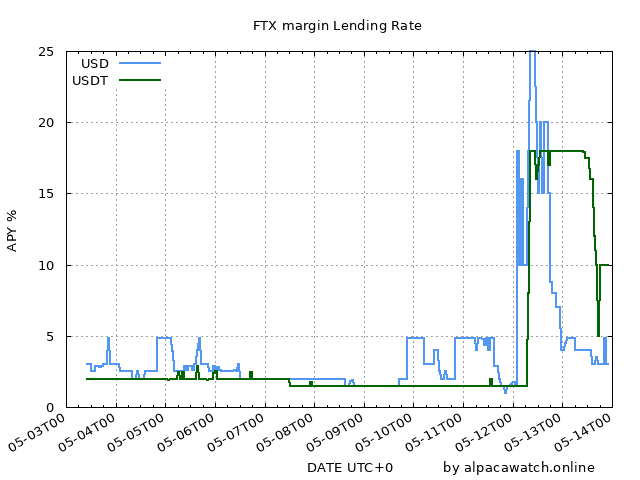 FTX margin Lending Rate
USD
USDT
25
20
15
10
5
0
APY %
05-03T00
05-04T00
05-05T00
05-06T00
05-07T00
05-08T00
05-09T00
05-10T00
05-11T00
05-12T00
05-13T00
05-14T00
DATE UTC+0
by alpacawatch.online